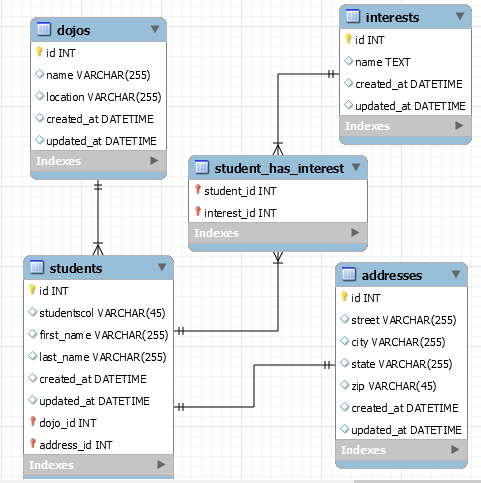 dojos
id INT
name VARCHAR(255)
location VARCHAR(255)
created_at DATETIME
updated_at DATETIME
Indexes
interests
id INT
name TEXT
created_at DATETIME
updated_at DATETIME
Indexes
student_has_interest
student_id INT
interest_id INT
Indexes
students
id INT
studentscol VARCHAR(45)
first_name VARCHAR(255)
last_name VARCHAR(255)
created_at DATETIME
updated_at DATETIME
dojo_id INT
address_id INT
Indexes
addresses
id INT
street VARCHAR(255)
city VARCHAR(255)
state VARCHAR(255)
zip VARCHAR(45)
created_at DATETIME
updated_at DATETIME
Indexes